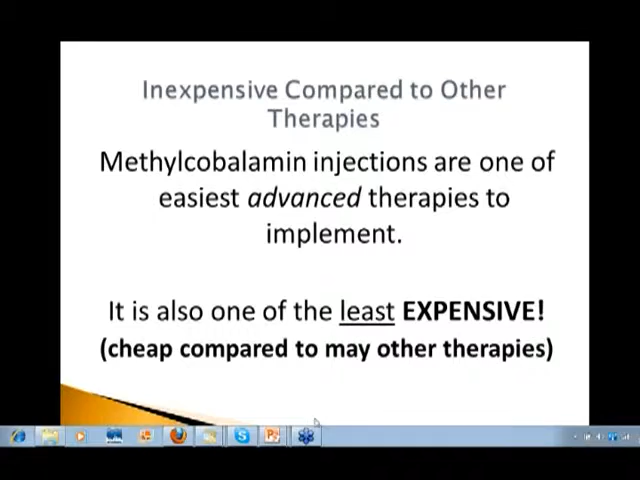 Inexpensive Compared to Other
Therapies
Methylcobalamin injections are one of
easiest advanced therapies to
implement.
It is also one of the least EXPENSIVE!
(cheap compared to may other therapies)